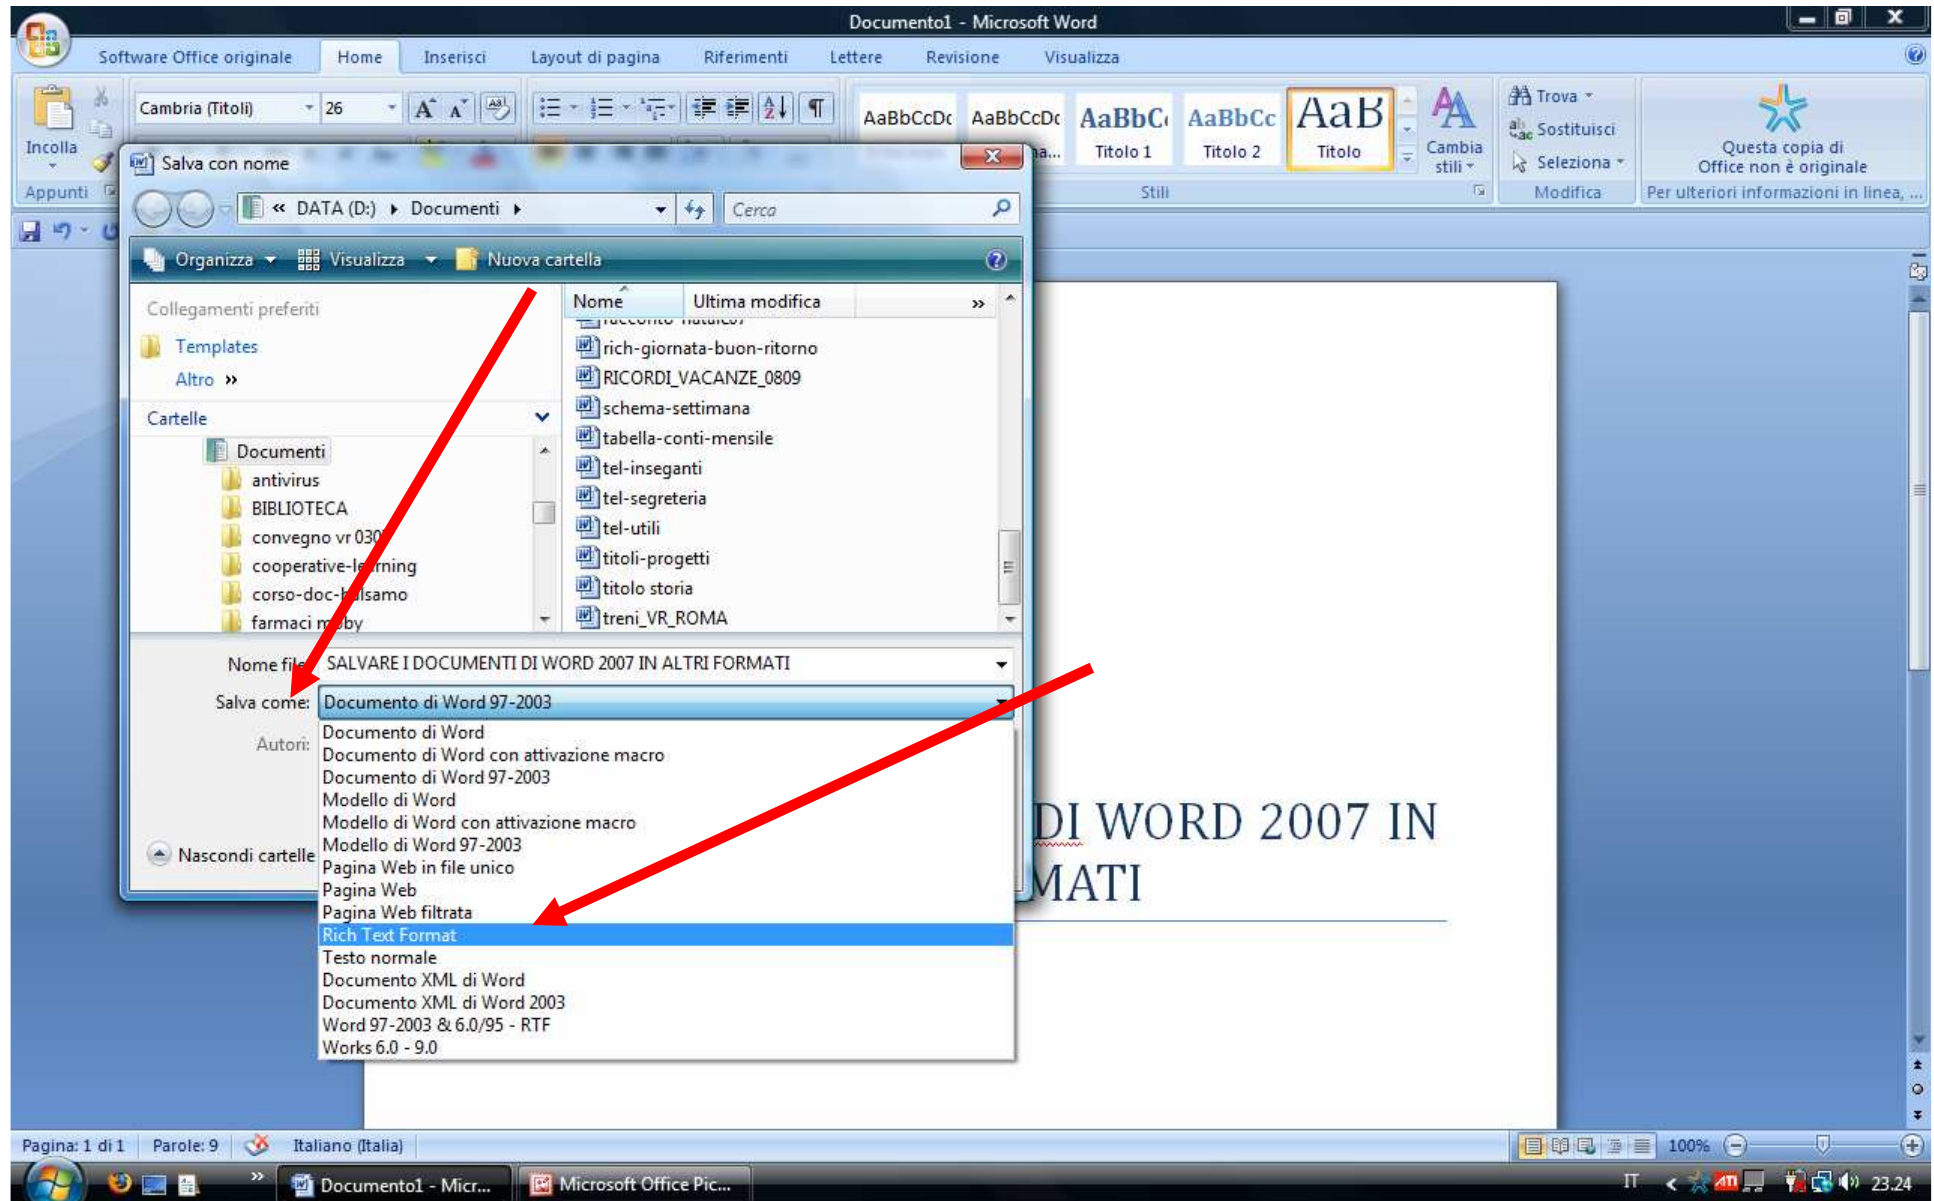 Documento1 - Microsoft Word
Software Office originale Home Inserisci Layout di pagina Riferimenti Lettere Revisione Visualizza
Incolla
Appunti
Cambria (Titoli) 26
AaBbCcDc AaBbCcDc AaBbC AaBbCc AaB
Titolo 1 Titolo 2 Titolo
Cambia
stili
Stili
Trova
Sostituisci
Seleziona
Modifica
Questa copia di
Office non è originale
Per ulteriori informazioni in linea, ...
Salva con nome
« DATA (D:) Documenti
Cerca
Organizza Visualizza Nuova cartella
Collegamenti preferiti
Templates
Altro »
Cartelle
Documenti
antivirus
BIBLIOTECA
convegno vr
cooperative-
corso-doc-
farmaci
Nome Ultima modifica »
rich-giornata-buon-ritorno
RICORDI_VACANZE_0809
schema-settimana
tabella-conti-mensile
tel-inseganti
tel-segreteria
tel-utili
titoli-progetti
titolo storia
treni_VR_ROMA
Nome file: SALVARE I DOCUMENTI DI WORD 2007 IN ALTRI FORMATI
Salva come: Documento di Word 97-2003
Autori:
Documento di Word
Documento di Word con attivazione macro
Documento di Word 97-2003
Modello di Word
Modello di Word con attivazione macro
Modello di Word 97-2003
Pagina Web in file unico
Pagina Web
Pagina Web filtrata
Rich Text Format
Testo normale
Documento XML di Word
Documento XML di Word 2003
Word 97-2003 & 6.0/95 - RTF
Works 6.0 - 9.0
Nascondi cartelle
DI WORD 2007 IN
MATI
Pagina: 1 di 1 Parole: 9 Italiano (Italia) 100%
» Documento1 - Micr... Microsoft Office Pic... IT ATI 23.24